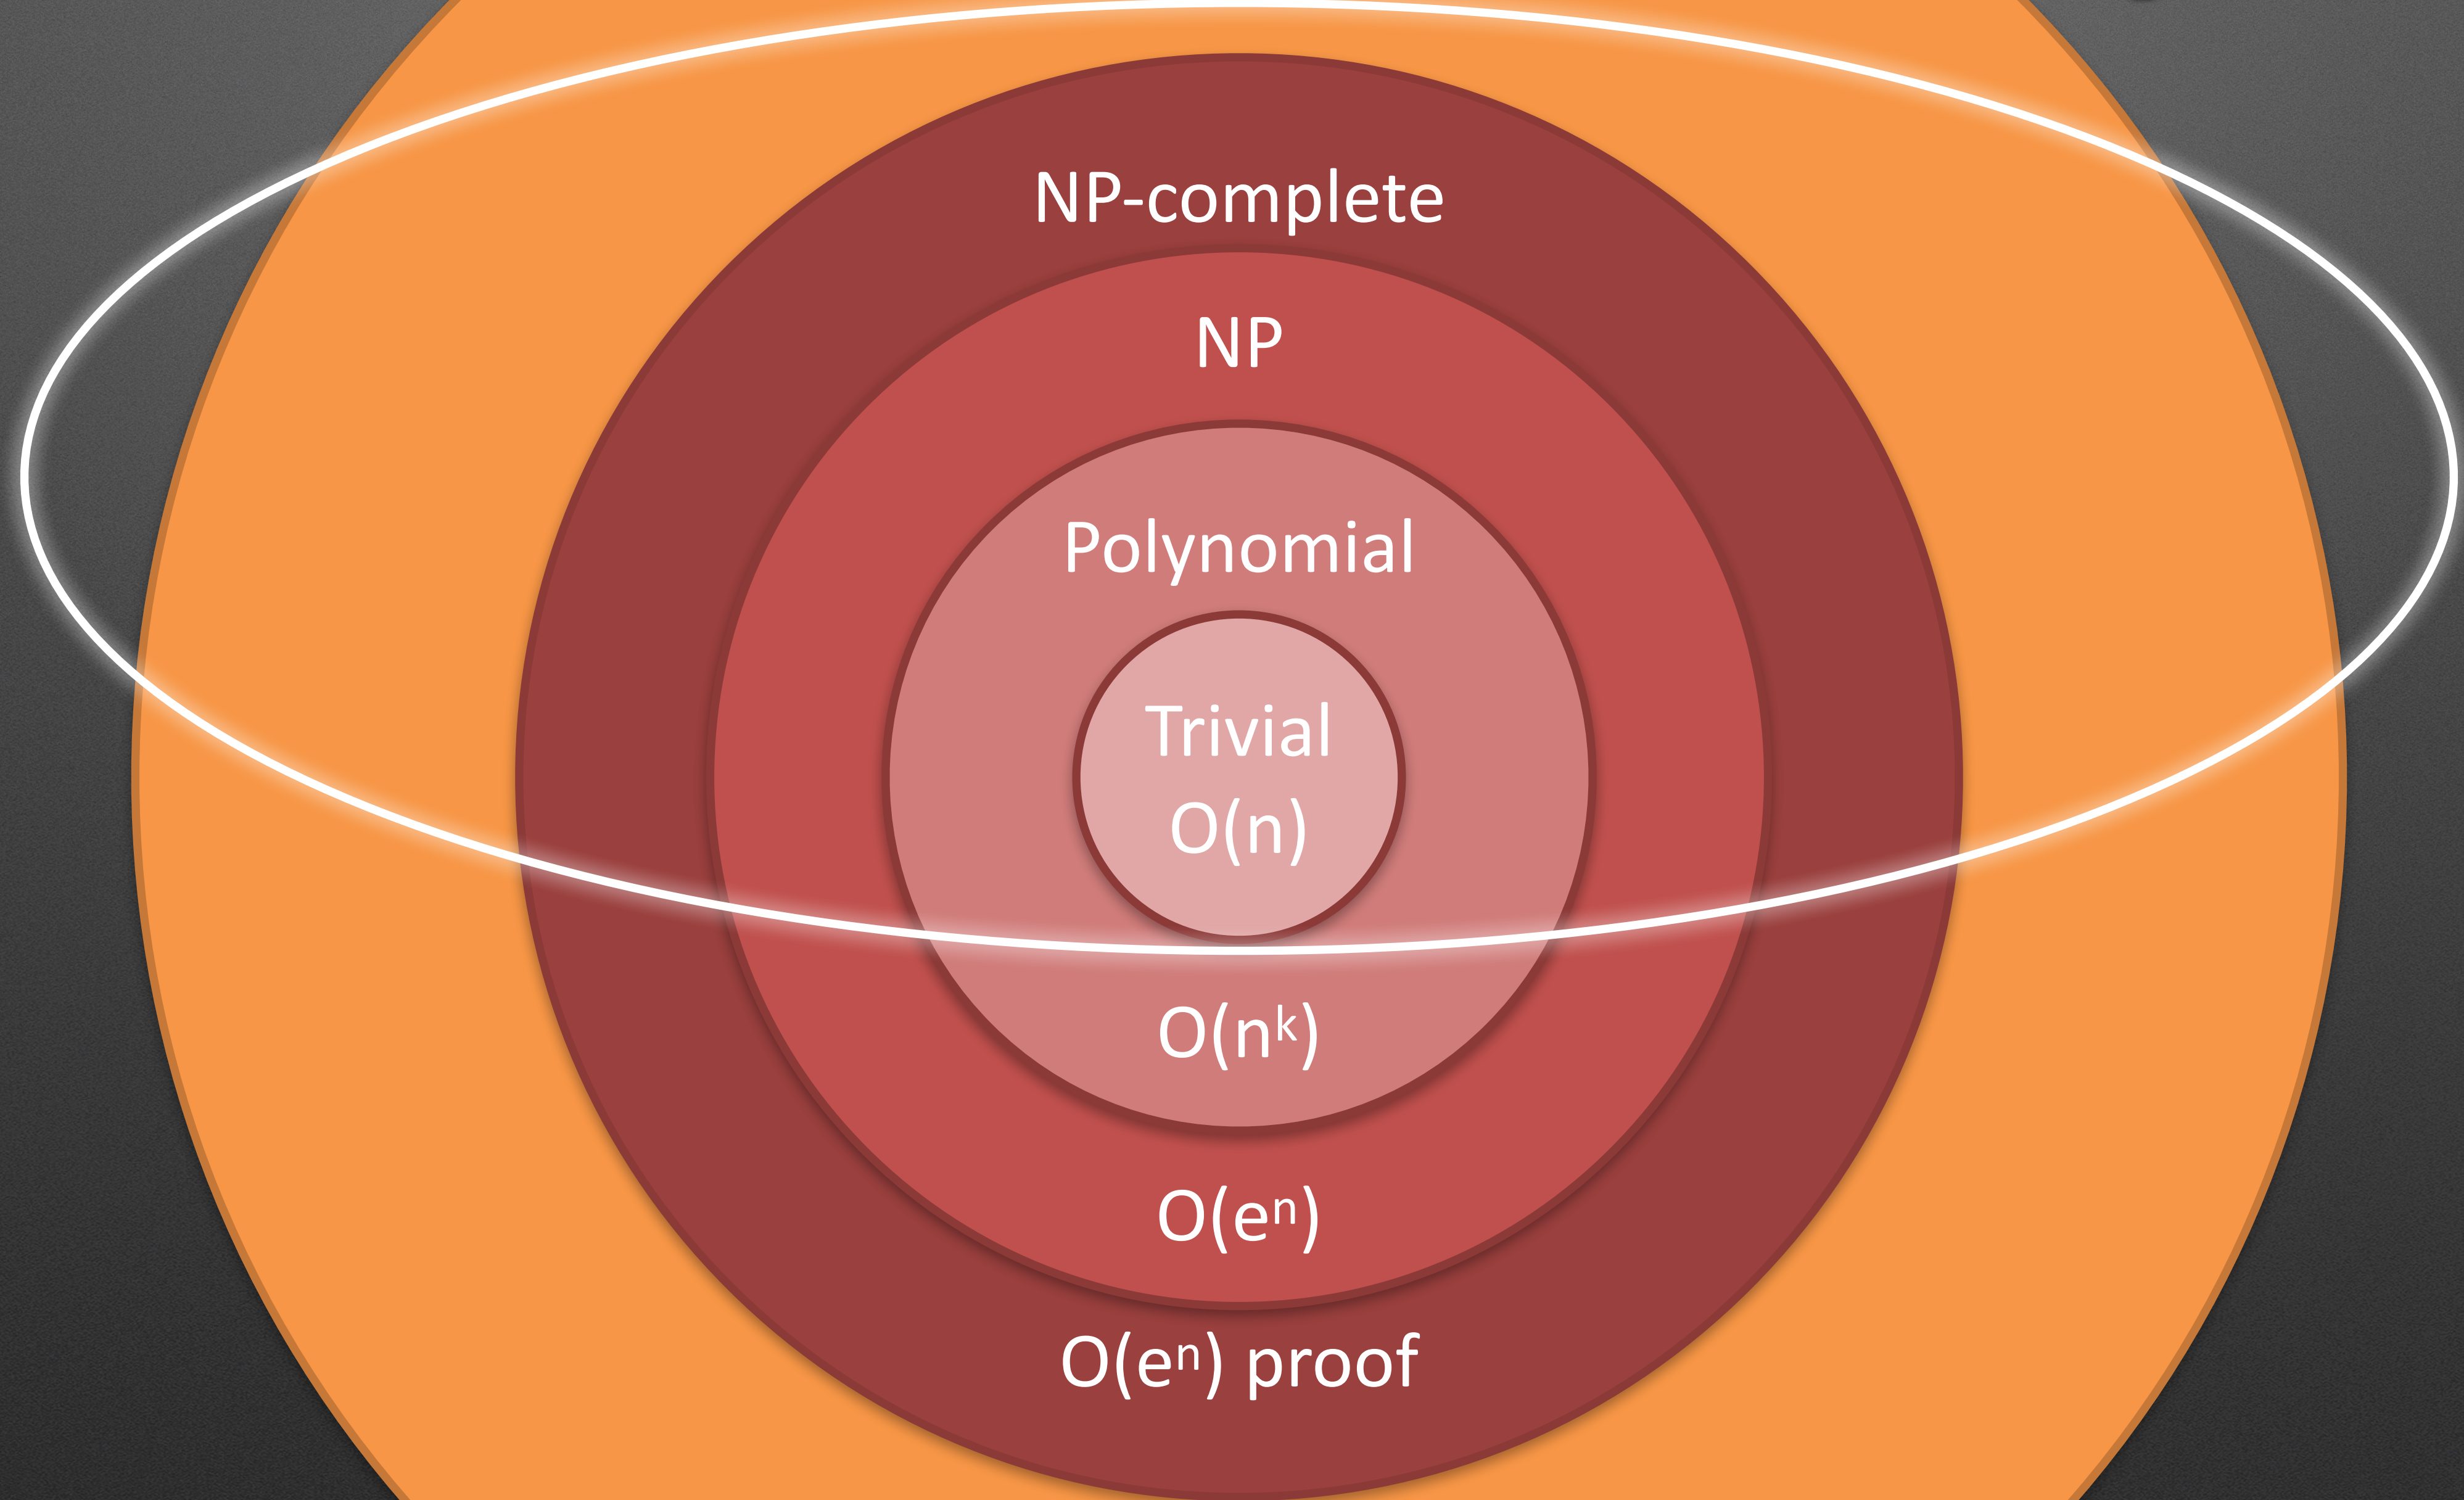 NP-complete
NP
Polynomial
Trivial
O(n)
O(nᵏ)
O(eⁿ)
O(eⁿ) proof